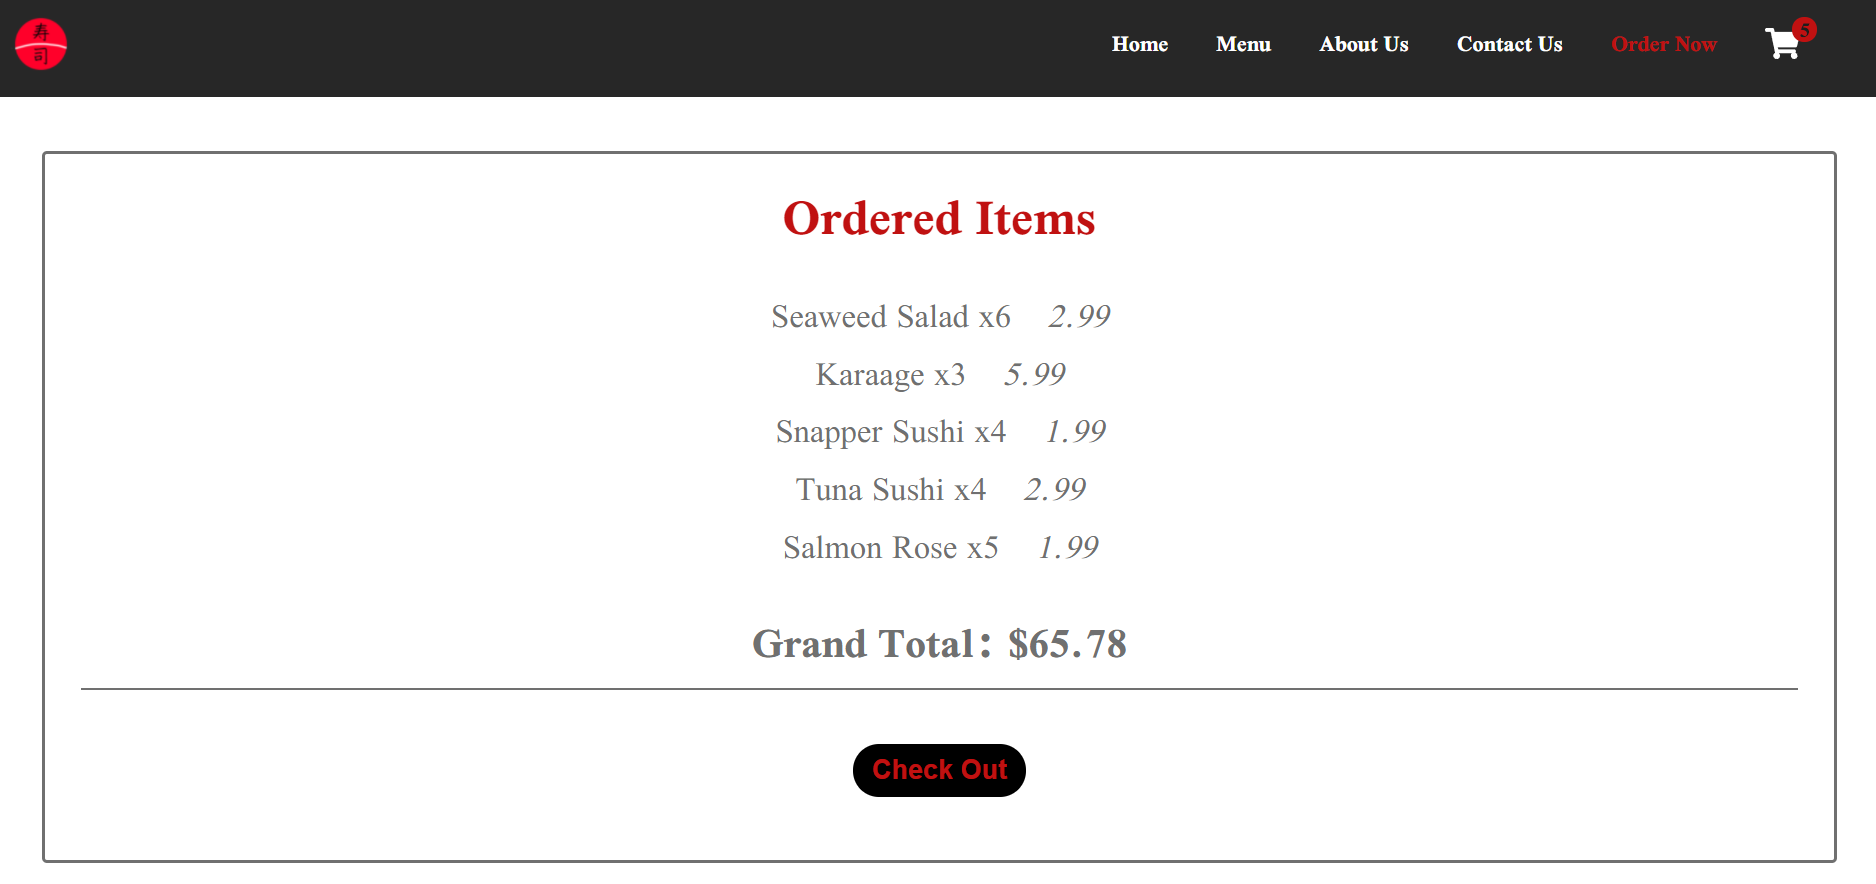 寿
司
Home Menu About Us Contact Us Order Now 5
Ordered Items
Seaweed Salad x6 2.99
Karaage x3 5.99
Snapper Sushi x4 1.99
Tuna Sushi x4 2.99
Salmon Rose x5 1.99
Grand Total: $65.78
Check Out